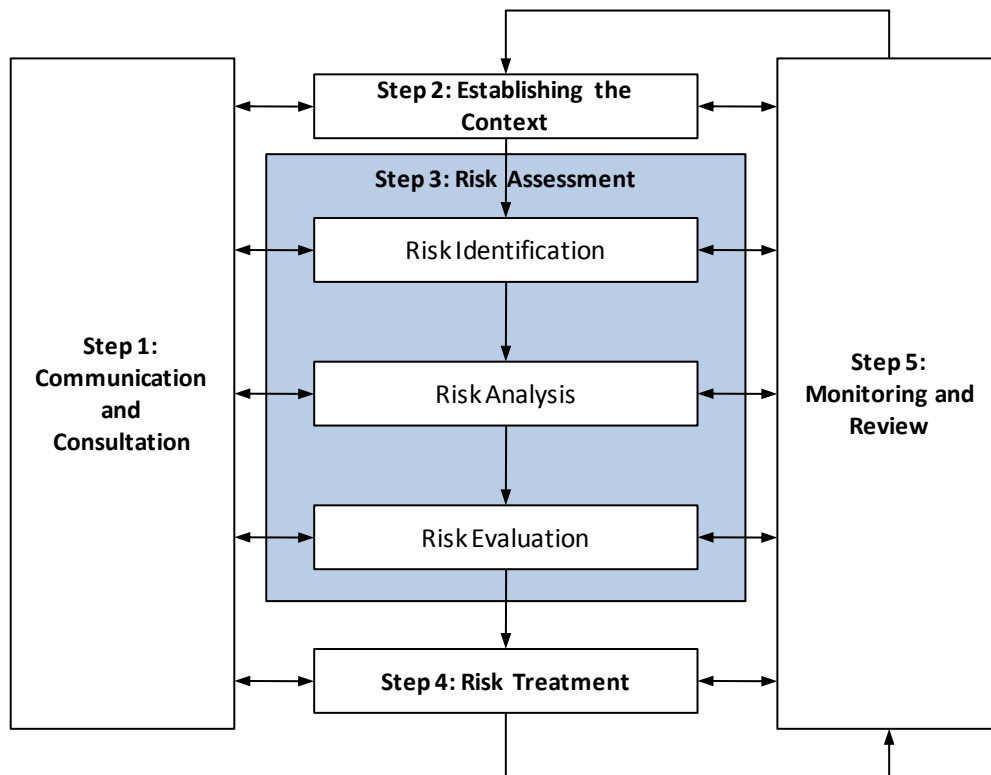 Step 2: Establishing the
Context
Step 3: Risk Assessment
Risk Identification
Step 1:
Communication
and
Consultation
Risk Analysis
Step 5:
Monitoring and
Review
Risk Evaluation
Step 4: Risk Treatment